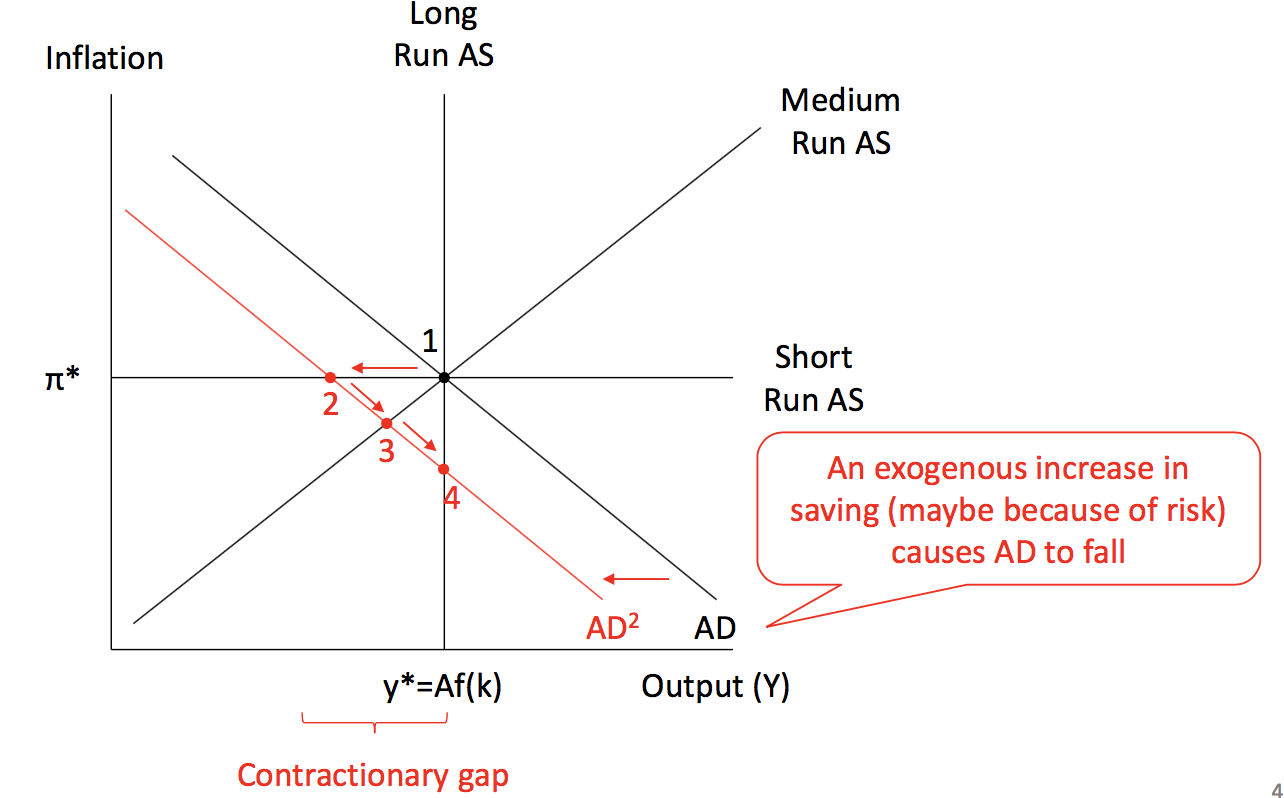 Long
Run AS
Inflation
Medium
Run AS
1
Short
Run AS
π*
2
3
4
An exogenous increase in
saving (maybe because of risk)
causes AD to fall
AD²
AD
y*=Af(k)
Output (Y)
Contractionary gap
4